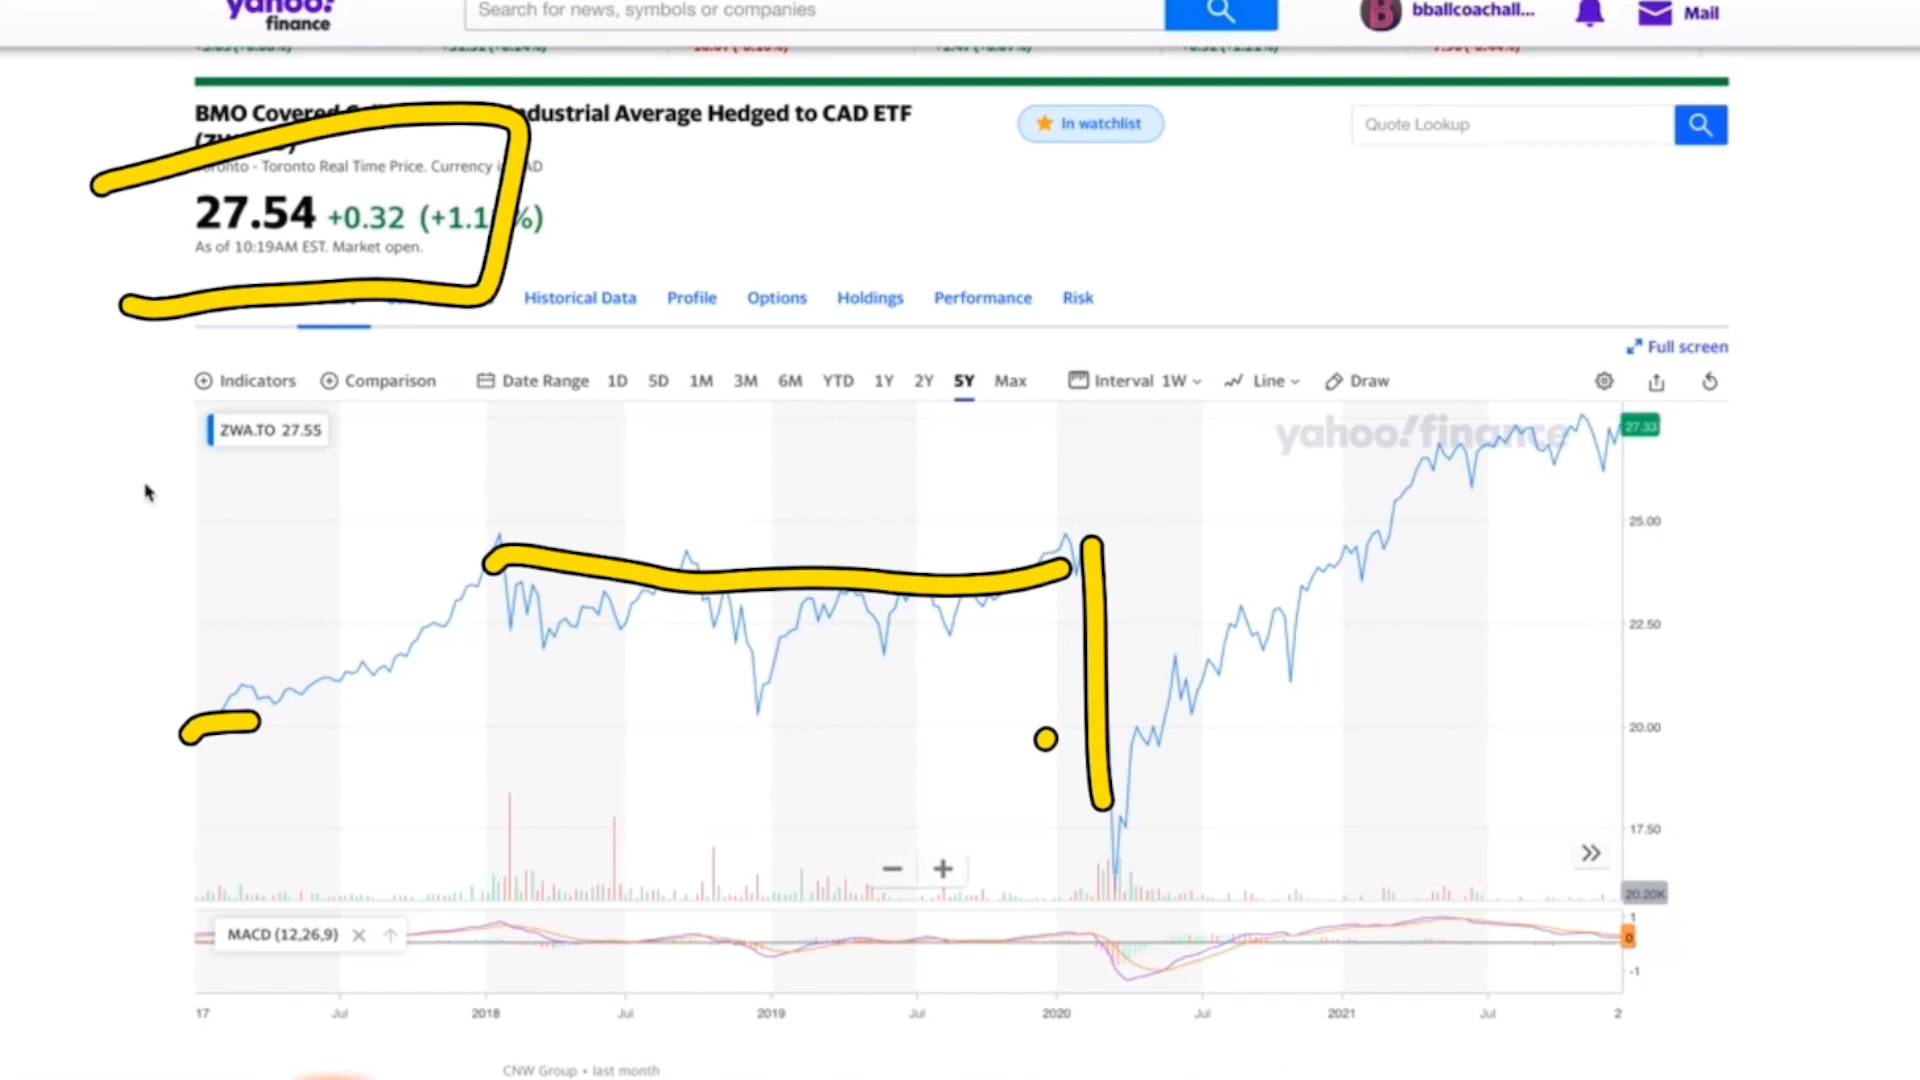 yahoo!
finance
Search for news, symbols or companies
bballcoachall...
Mail
BMO Covered Industrial Average Hedged to CAD ETF
In watchlist
Quote Lookup
Toronto - Toronto Real Time Price. Currency in CAD
27.54 +0.32 (+1.1 %)
As of 10:19AM EST. Market open.
Historical Data Profile Options Holdings Performance Risk
Full screen
Indicators Comparison Date Range 1D 5D 1M 3M 6M YTD 1Y 2Y 5Y Max Interval 1W Line Draw
ZWA.TO 27.55
yahoo!finance
27.33
25.00
22.50
20.00
17.50
20.20K
MACD (12,26,9)
1
0
-1
17 Jul 2018 Jul 2019 Jul 2020 Jul 2021 Jul 2
CNW Group • last month